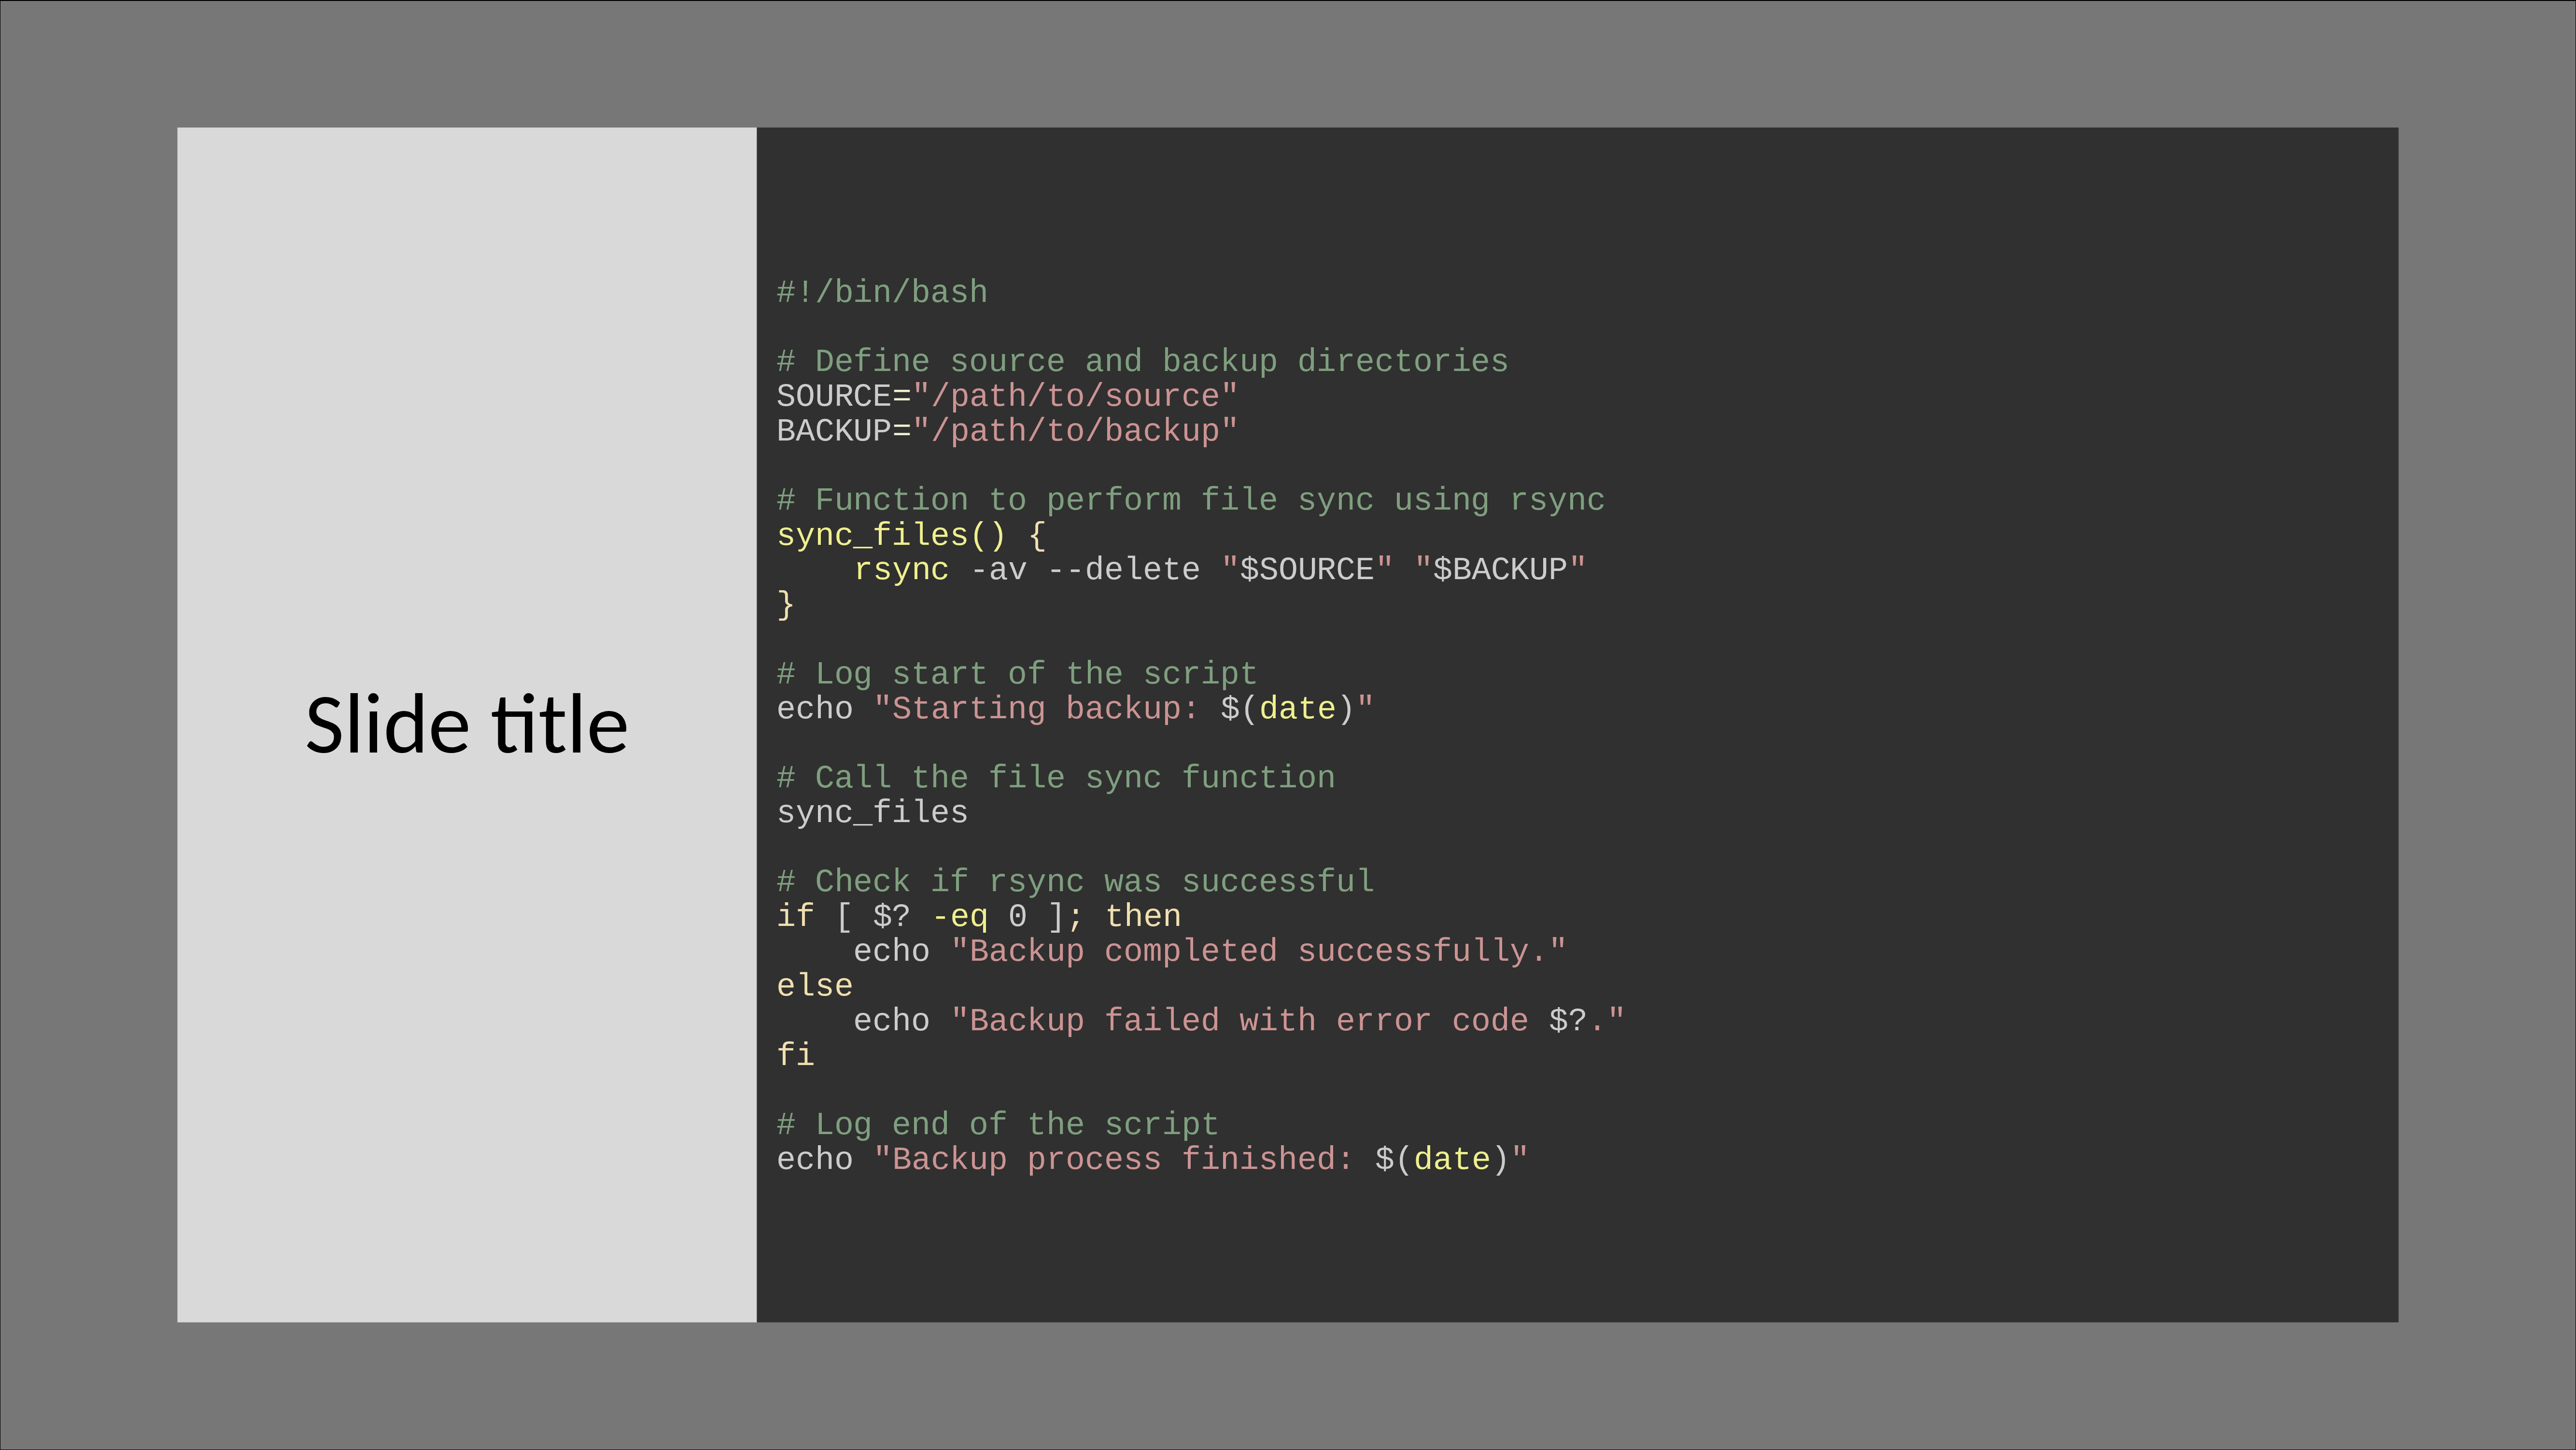 Slide title
#!/bin/bash

# Define source and backup directories
SOURCE="/path/to/source"
BACKUP="/path/to/backup"

# Function to perform file sync using rsync
sync_files() {
    rsync -av --delete "$SOURCE" "$BACKUP"
}

# Log start of the script
echo "Starting backup: $(date)"

# Call the file sync function
sync_files

# Check if rsync was successful
if [ $? -eq 0 ]; then
    echo "Backup completed successfully."
else
    echo "Backup failed with error code $?."
fi

# Log end of the script
echo "Backup process finished: $(date)"